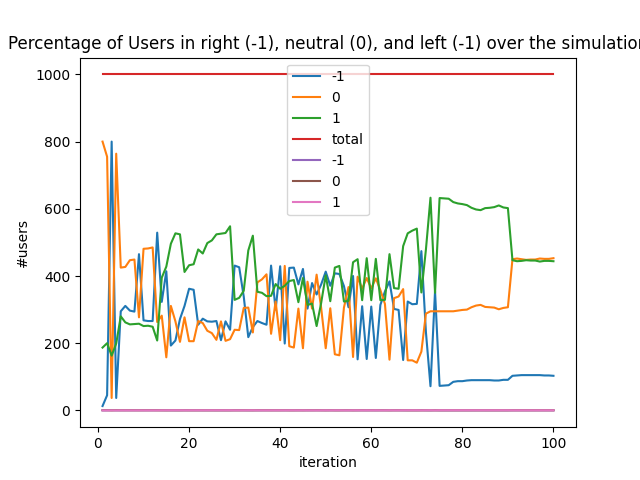 Percentage of Users in right (-1), neutral (0), and left (-1) over the simulation
1000
800
600
400
200
0
#users
-1
0
1
total
-1
0
1
0 20 40 60 80 100
iteration